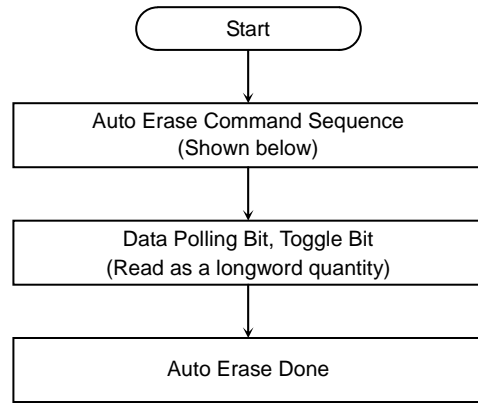 Start
Auto Erase Command Sequence
(Shown below)
Data Polling Bit, Toggle Bit
(Read as a longword quantity)
Auto Erase Done